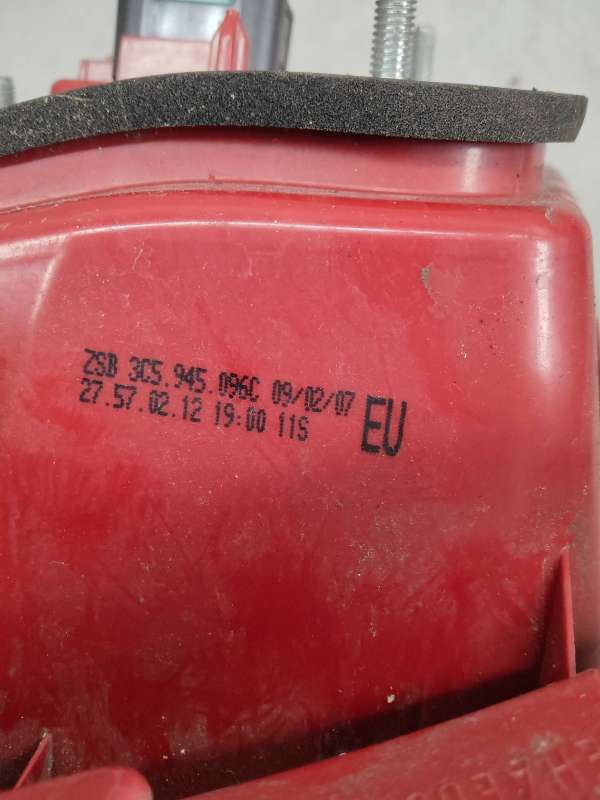 ZSB 3C5.945.096C 09/02/07
27.57.02.12 19:00 11S EU